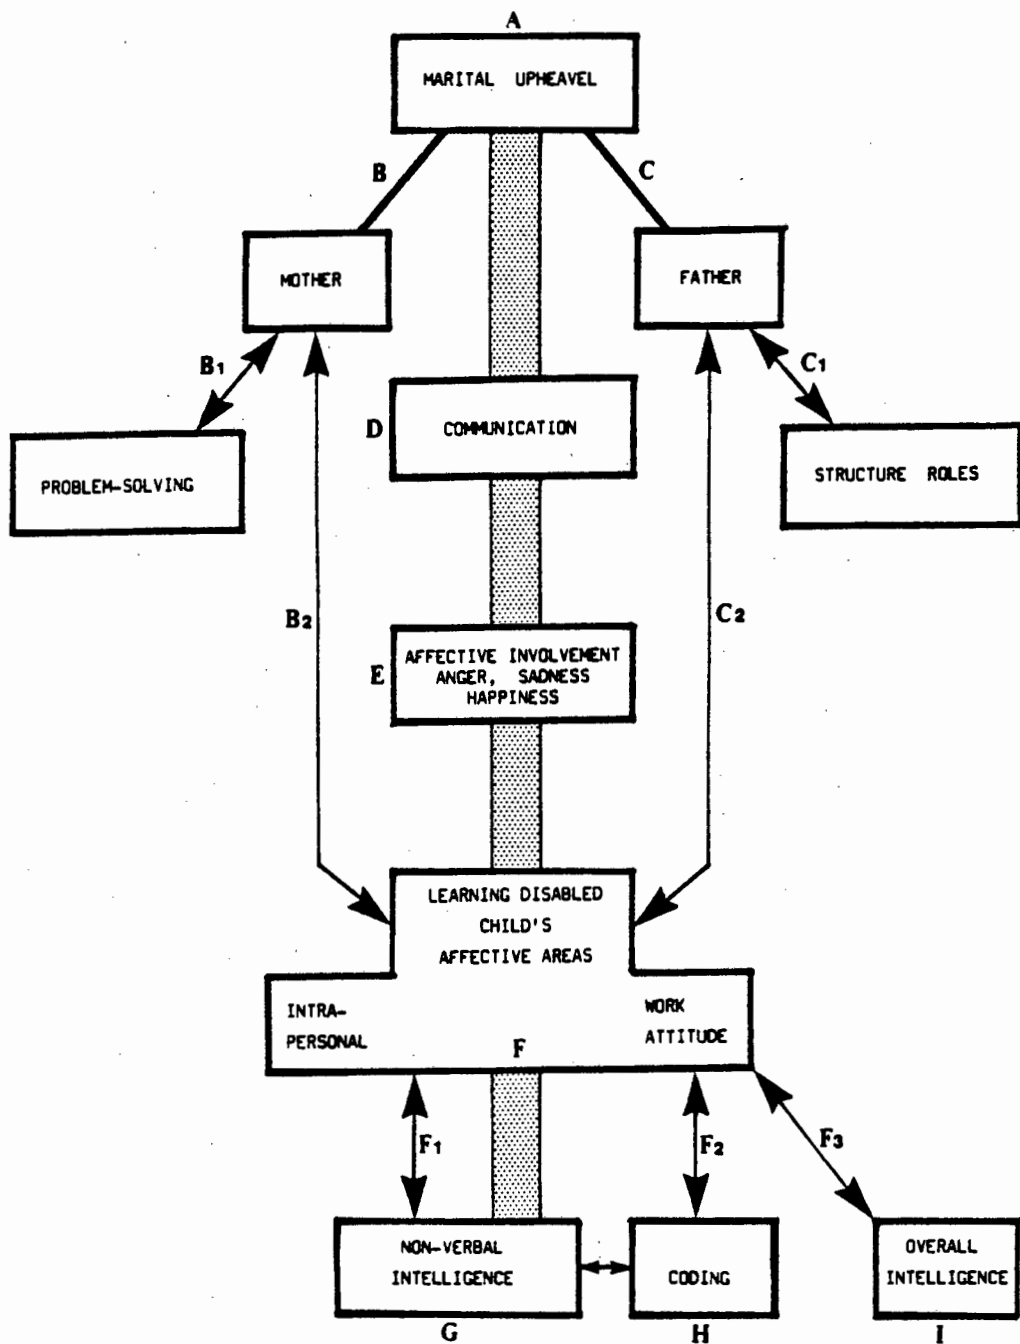 A
MARITAL UPHEAVEL
B
C
MOTHER
FATHER
B1
C1
D
COMMUNICATION
PROBLEM-SOLVING
STRUCTURE ROLES
B2
C2
E
AFFECTIVE INVOLVEMENT
ANGER, SADNESS
HAPPINESS
LEARNING DISABLED
CHILD'S
AFFECTIVE AREAS
INTRA-
PERSONAL
WORK
ATTITUDE
F
F1
F2
F3
NON-VERBAL
INTELLIGENCE
CODING
OVERALL
INTELLIGENCE
G
H
I